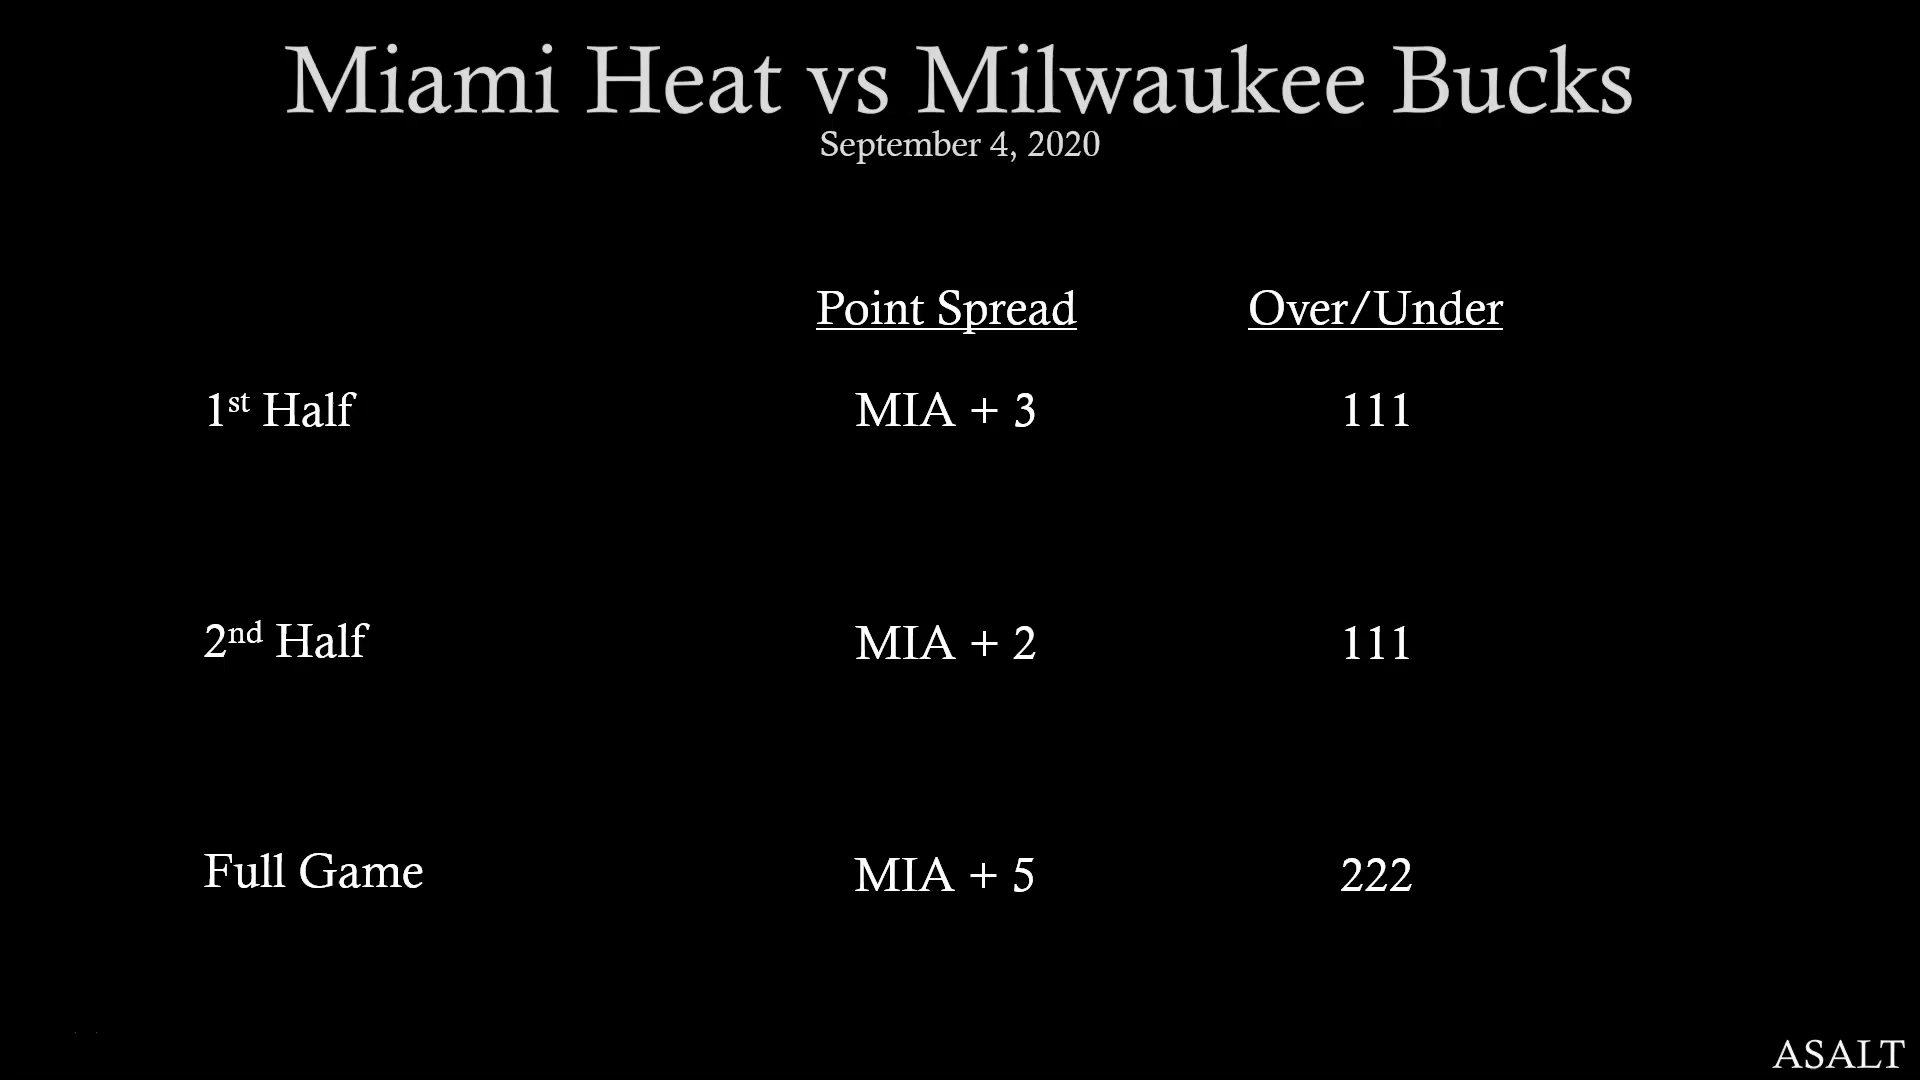 Miami Heat vs Milwaukee Bucks
September 4, 2020
Point Spread Over/Under
1st Half MIA + 3 111
2nd Half MIA + 2 111
Full Game MIA + 5 222
ASALT